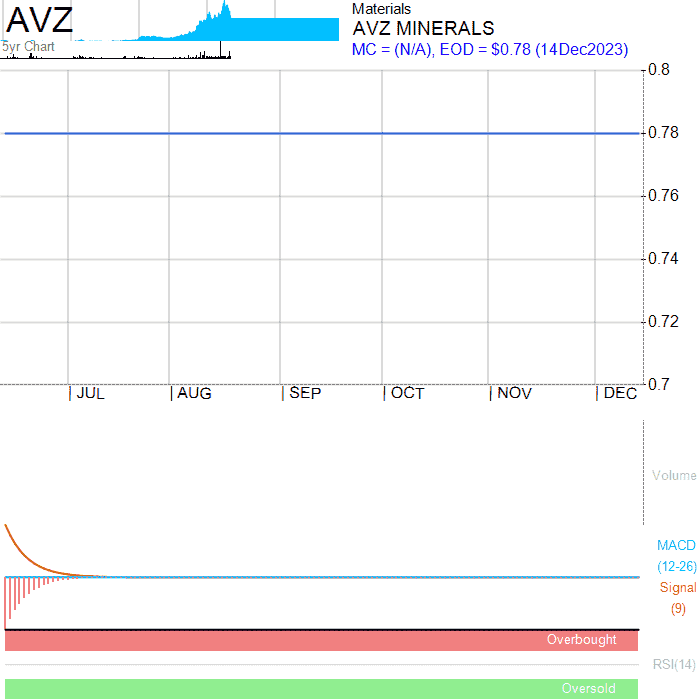 AVZ
5yr Chart
Materials
AVZ MINERALS
MC = (N/A), EOD = $0.78 (14Dec2023)
0.8
0.78
0.76
0.74
0.72
0.7
JUL AUG SEP OCT NOV DEC
Volume
MACD
(12-26)
Signal
(9)
Overbought
RSI(14)
Oversold